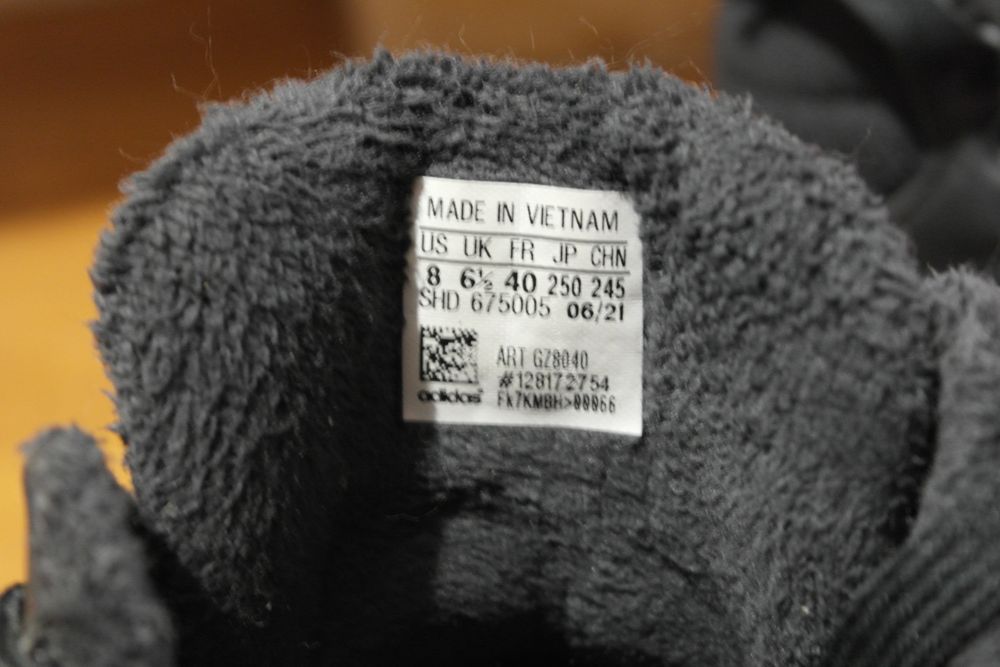 MADE IN VIETNAM
US UK FR JP CHN
8 6½ 40 250 245
SHD 675005 06/21
ART GZ8040
#128172754
Fk7KMBH>00066
adidas